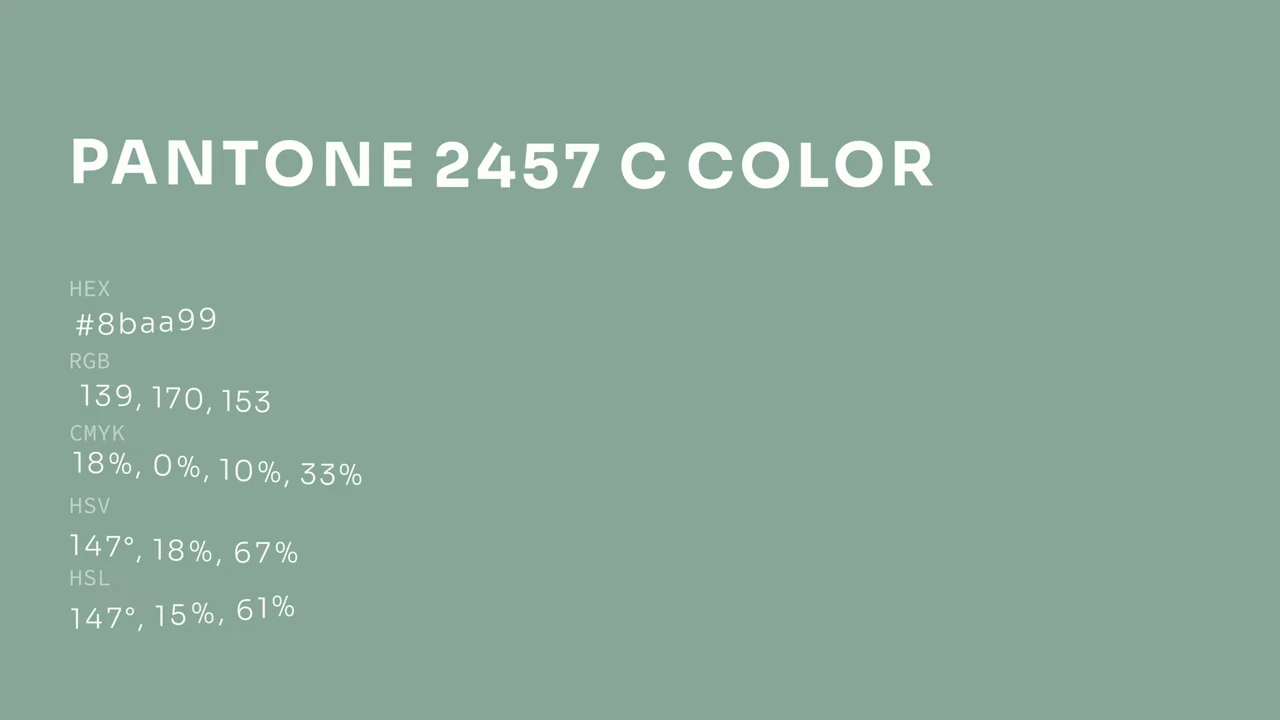 PANTONE 2457 C COLOR
HEX
#8baa99
RGB
139, 170, 153
CMYK
18%, 0%, 10%, 33%
HSV
147°, 18%, 67%
HSL
147°, 15%, 61%